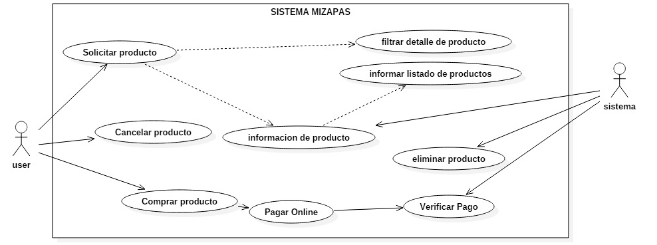 SISTEMA MIZAPAS
Solicitar producto
filtrar detalle de producto
informar listado de productos
sistema
Cancelar producto
informacion de producto
user
eliminar producto
Comprar producto
Pagar Online
Verificar Pago